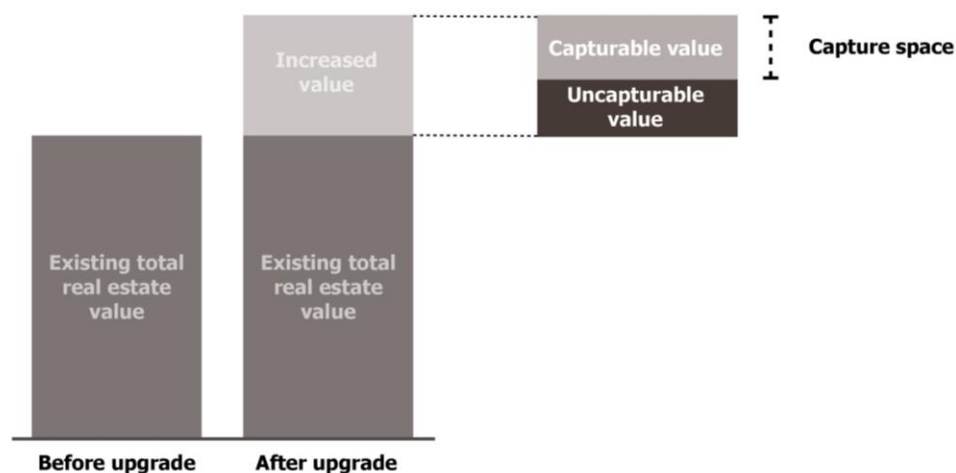 Increased
value
Capturable value
Capture space
Uncapturable
value
Existing total
real estate
value
Existing total
real estate
value
Before upgrade
After upgrade